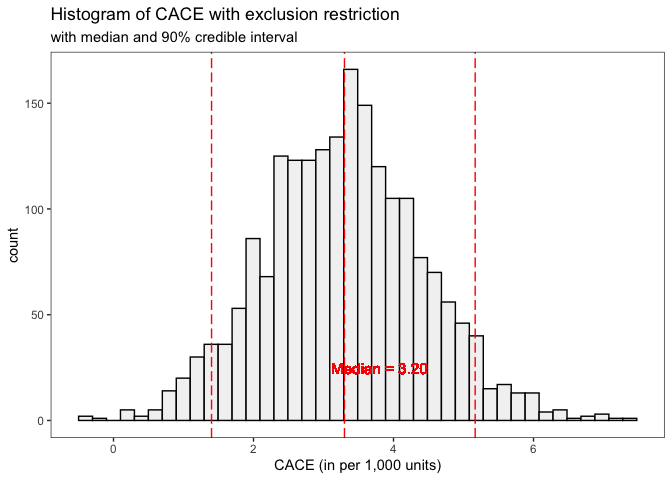 Histogram of CACE with exclusion restriction
with median and 90% credible interval
150
100
50
0
count
Median = 3.20
0 2 4 6
CACE (in per 1,000 units)